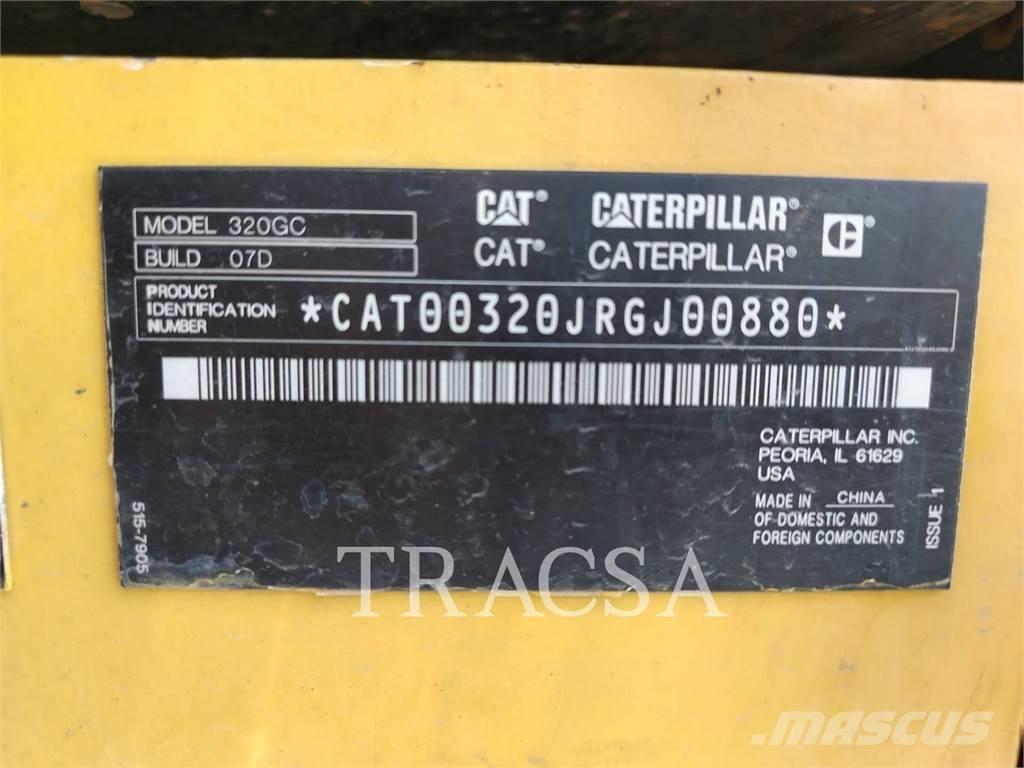 CAT® CATERPILLAR®
CAT® CATERPILLAR®
MODEL 320GC
BUILD 07D
PRODUCT
IDENTIFICATION
NUMBER
*CAT00320JRGJ00880*
CATERPILLAR INC.
PEORIA, IL 61629
USA
MADE IN CHINA
OF DOMESTIC AND
FOREIGN COMPONENTS
ISSUE 1
515-7905
TRACSA
MASCUS